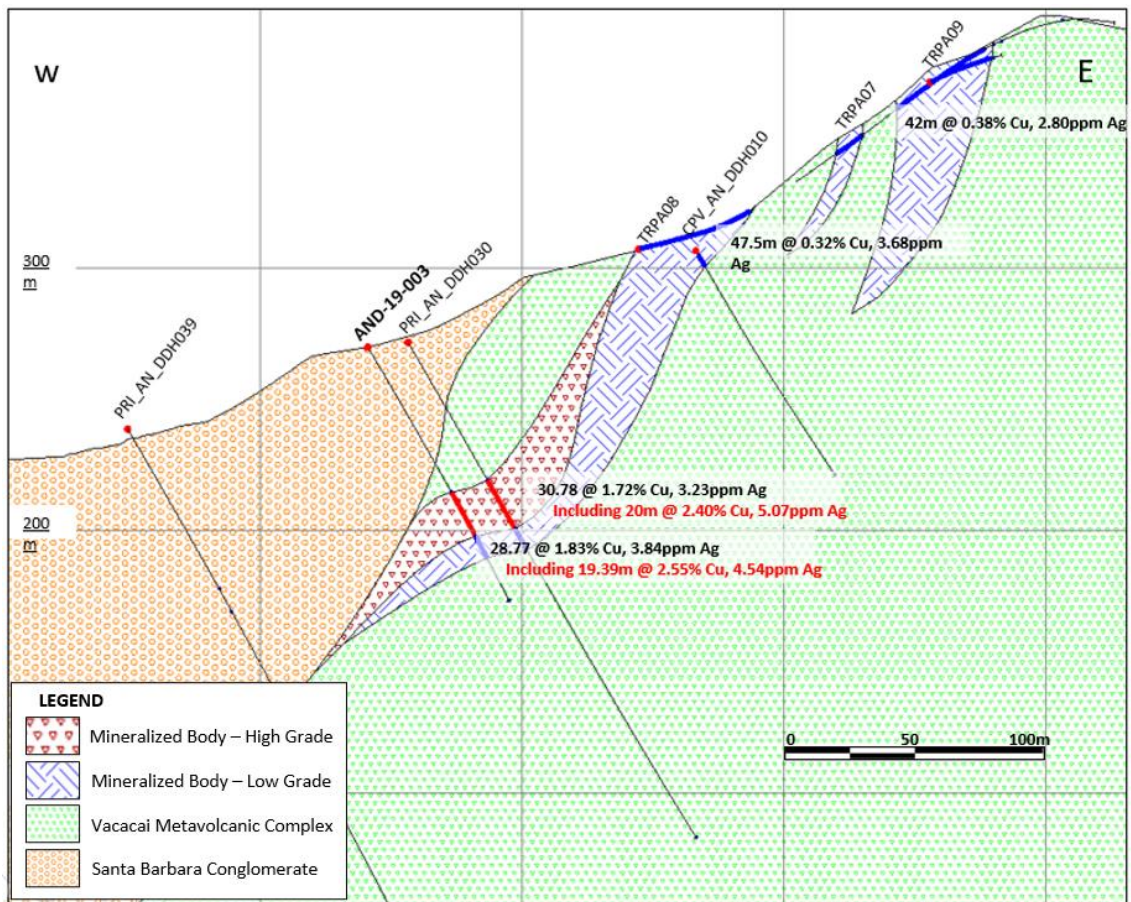 W
E
TRPA09
TRPA07
42m @ 0.38% Cu, 2.80ppm Ag
CPV_AN_DDH010
TRPA08
47.5m @ 0.32% Cu, 3.68ppm
Ag
300
m
AND-19-003
PRI_AN_DDH030
PRI_AN_DDH039
30.78 @ 1.72% Cu, 3.23ppm Ag
Including 20m @ 2.40% Cu, 5.07ppm Ag
200
m
28.77 @ 1.83% Cu, 3.84ppm Ag
Including 19.39m @ 2.55% Cu, 4.54ppm Ag
LEGEND
Mineralized Body – High Grade
Mineralized Body – Low Grade
Vacacai Metavolcanic Complex
Santa Barbara Conglomerate
0 50 100m